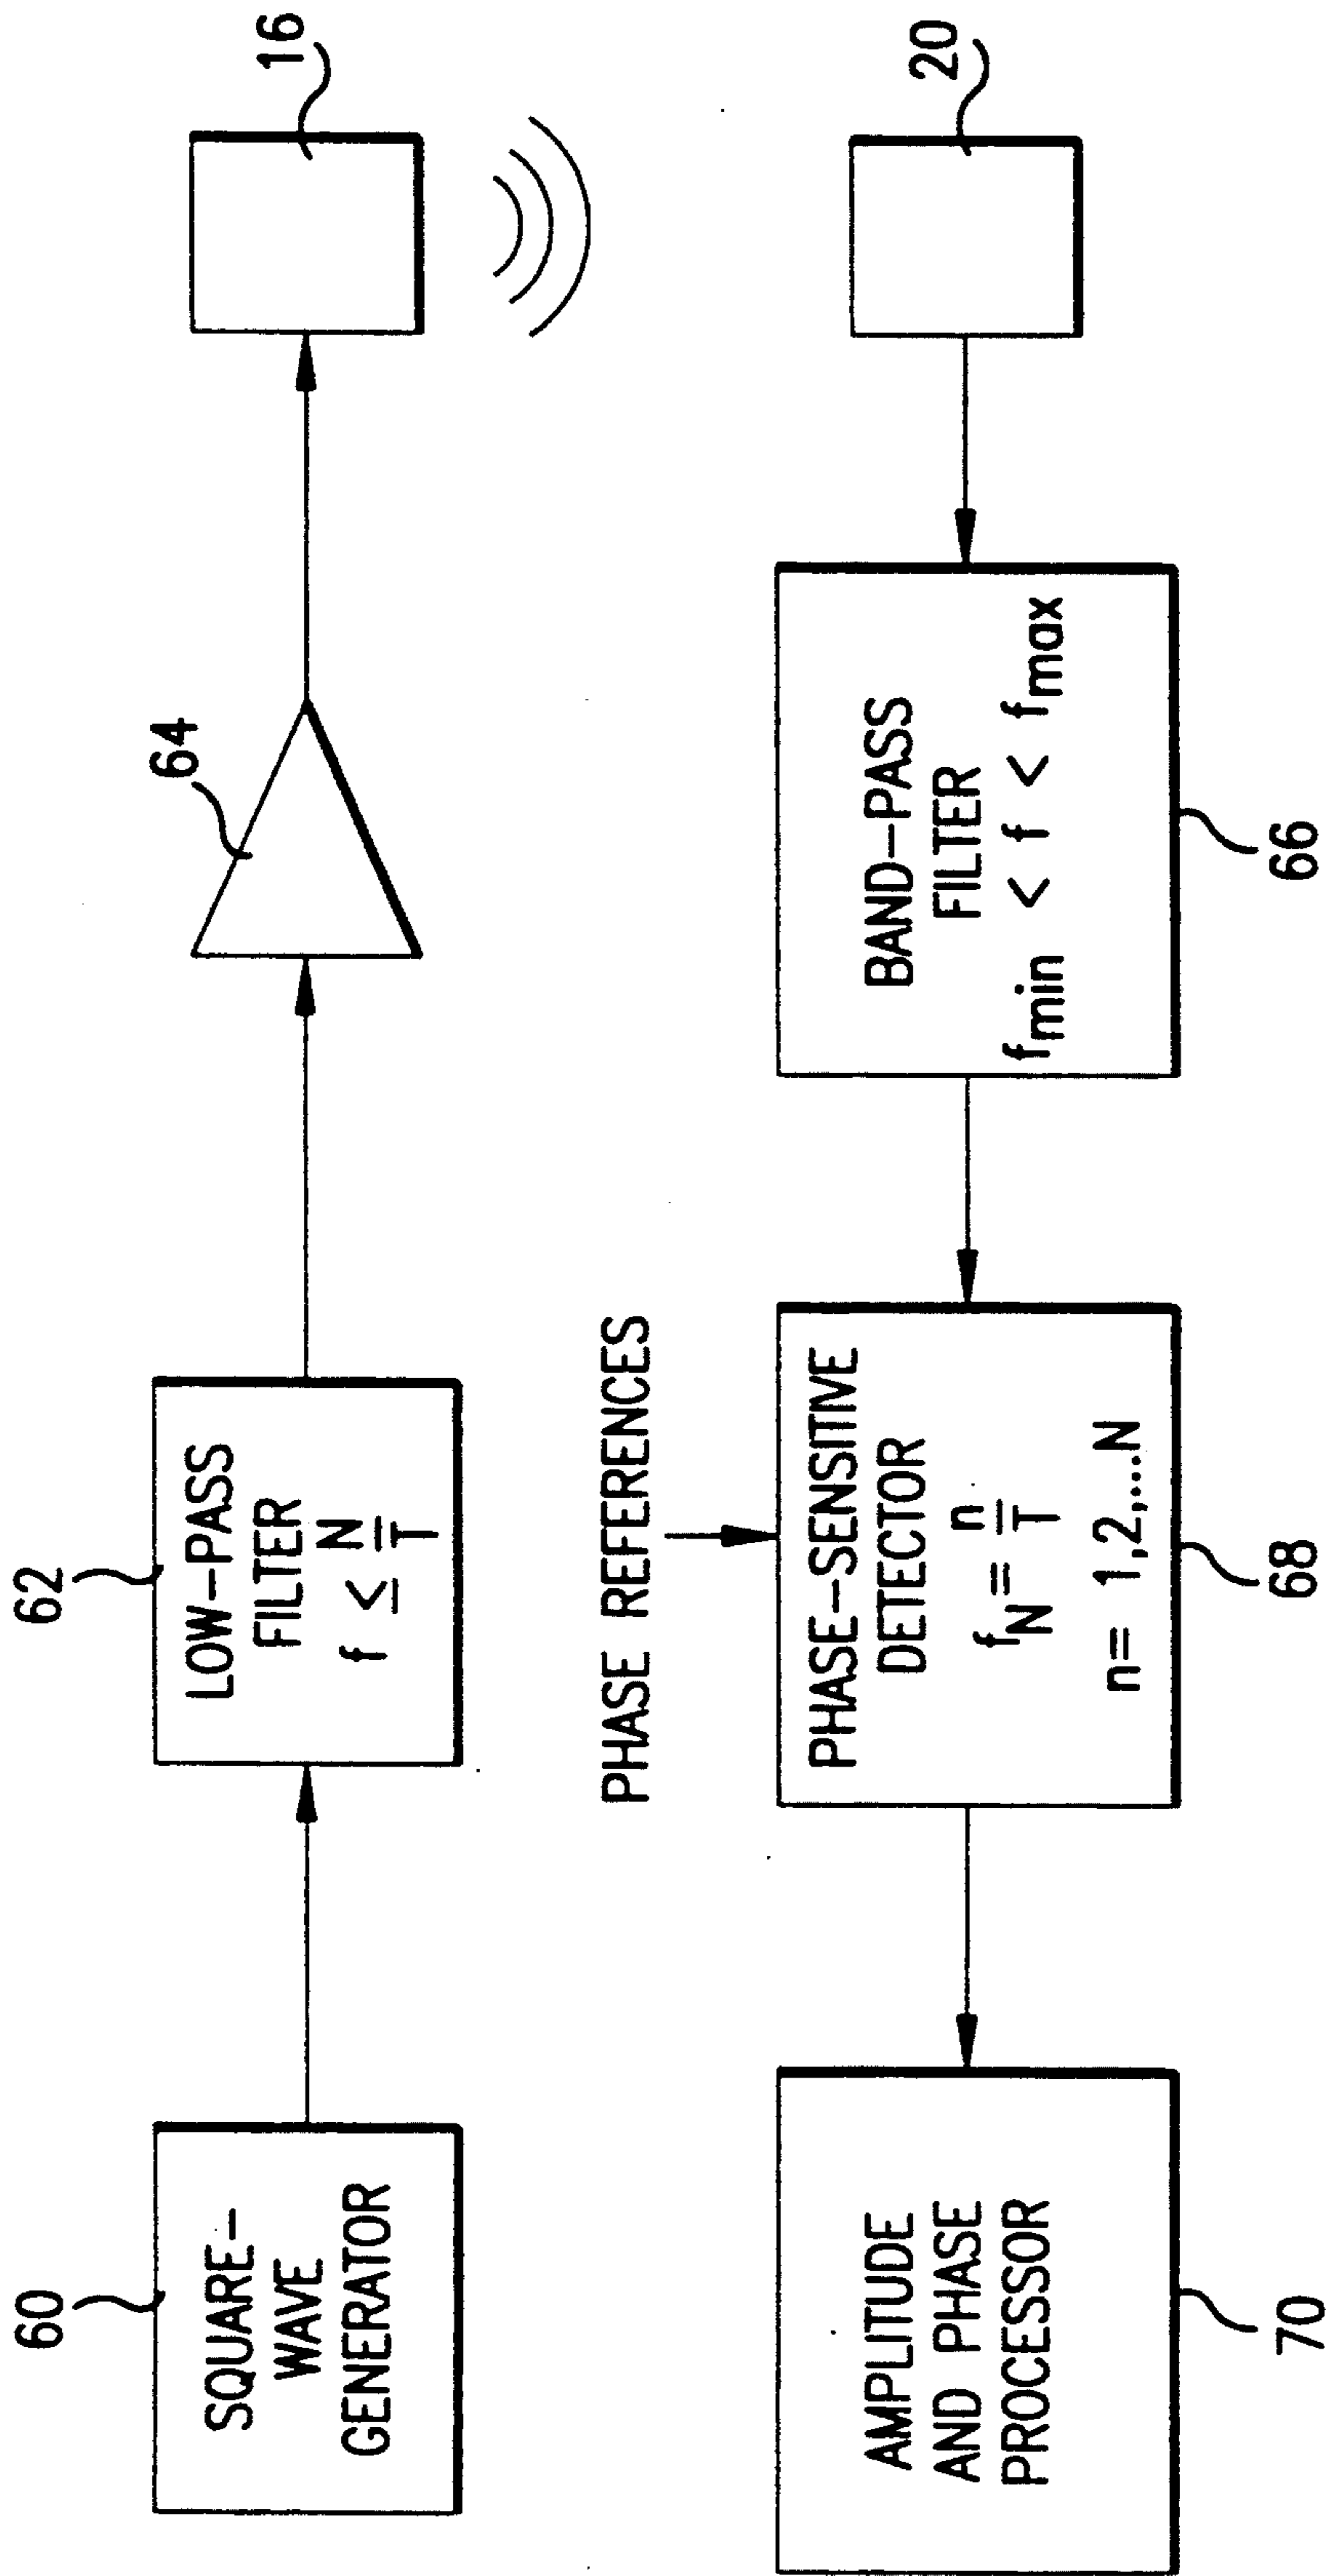 60
SQUARE-
WAVE
GENERATOR
62
LOW-PASS
FILTER
f ≤ N/T
64
16
PHASE REFERENCES
20
BAND-PASS
FILTER
fmin < f < fmax
66
PHASE-SENSITIVE
DETECTOR
fN = n/T
n= 1,2,...N
68
AMPLITUDE
AND PHASE
PROCESSOR
70